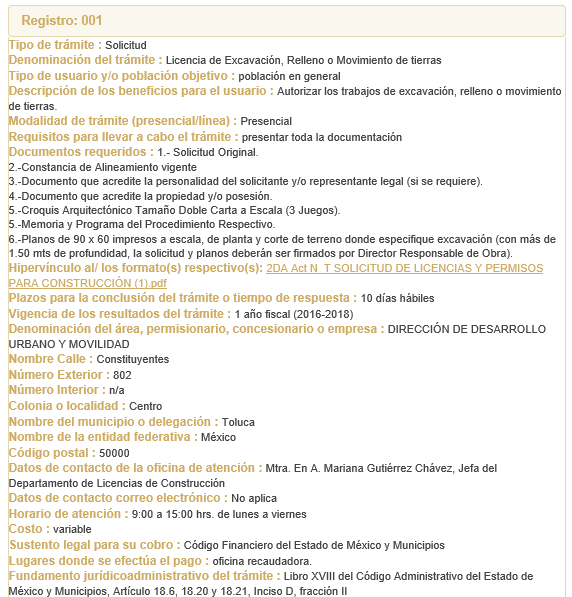 Registro: 001
Tipo de trámite : Solicitud
Denominación del trámite : Licencia de Excavación, Relleno o Movimiento de tierras
Tipo de usuario y/o población objetivo : población en general
Descripción de los beneficios para el usuario : Autorizar los trabajos de excavación, relleno o movimiento
de tierras.
Modalidad de trámite (presencial/línea) : Presencial
Requisitos para llevar a cabo el trámite : presentar toda la documentación
Documentos requeridos : 1.- Solicitud Original.
2.-Constancia de Alineamiento vigente
3.-Documento que acredite la personalidad del solicitante y/o representante legal (si se requiere).
4.-Documento que acredite la propiedad y/o posesión.
5.-Croquis Arquitectónico Tamaño Doble Carta a Escala (3 Juegos).
5.-Memoria y Programa del Procedimiento Respectivo.
6.-Planos de 90 x 60 impresos a escala, de planta y corte de terreno donde especifique excavación (con más de
1.50 mts de profundidad, la solicitud y planos deberán ser firmados por Director Responsable de Obra).
Hipervínculo al/ los formato(s) respectivo(s): 2DA Act N_T SOLICITUD DE LICENCIAS Y PERMISOS
PARA CONSTRUCCIÓN (1).pdf
Plazos para la conclusión del trámite o tiempo de respuesta : 10 días hábiles
Vigencia de los resultados del trámite : 1 año fiscal (2016-2018)
Denominación del área, permisionario, concesionario o empresa : DIRECCIÓN DE DESARROLLO
URBANO Y MOVILIDAD
Nombre Calle : Constituyentes
Número Exterior : 802
Número Interior : n/a
Colonia o localidad : Centro
Nombre del municipio o delegación : Toluca
Nombre de la entidad federativa : México
Código postal : 50000
Datos de contacto de la oficina de atención : Mtra. En A. Mariana Gutiérrez Chávez, Jefa del
Departamento de Licencias de Construcción
Datos de contacto correo electrónico : No aplica
Horario de atención : 9:00 a 15:00 hrs. de lunes a viernes
Costo : variable
Sustento legal para su cobro : Código Financiero del Estado de México y Municipios
Lugares donde se efectúa el pago : oficina recaudadora.
Fundamento jurídicoadministrativo del trámite : Libro XVIII del Código Administrativo del Estado de
México y Municipios, Artículo 18.6, 18.20 y 18.21, Inciso D, fracción II